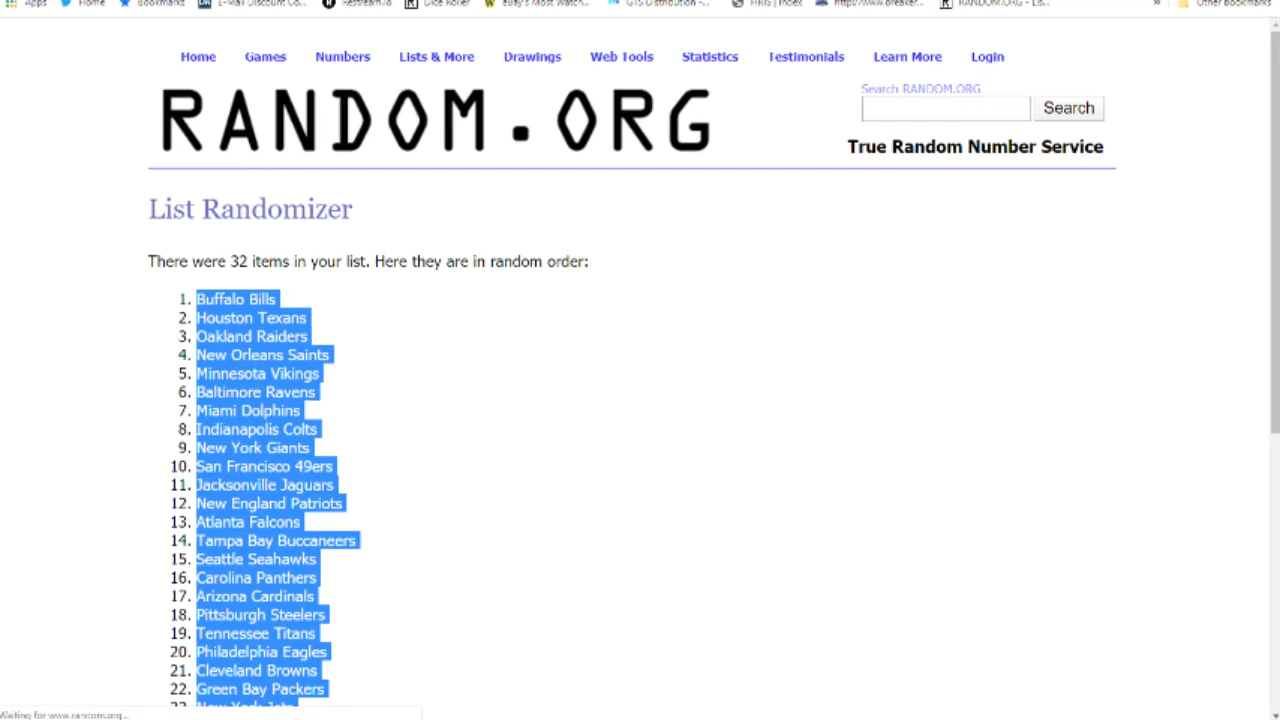 Apps Home Bookmarks E-Mail Discount Co... Restream.io Dice Roller eBay's Most Watch... GTS Distribution -... HKIS | Index http://www.breaker... RANDOM.ORG - Lis... » Other bookmarks
Home Games Numbers Lists & More Drawings Web Tools Statistics Testimonials Learn More Login
RANDOM.ORG
Search RANDOM.ORG
Search
True Random Number Service
List Randomizer
There were 32 items in your list. Here they are in random order:
1. Buffalo Bills
2. Houston Texans
3. Oakland Raiders
4. New Orleans Saints
5. Minnesota Vikings
6. Baltimore Ravens
7. Miami Dolphins
8. Indianapolis Colts
9. New York Giants
10. San Francisco 49ers
11. Jacksonville Jaguars
12. New England Patriots
13. Atlanta Falcons
14. Tampa Bay Buccaneers
15. Seattle Seahawks
16. Carolina Panthers
17. Arizona Cardinals
18. Pittsburgh Steelers
19. Tennessee Titans
20. Philadelphia Eagles
21. Cleveland Browns
22. Green Bay Packers
23. New York Jets
Waiting for www.random.org...